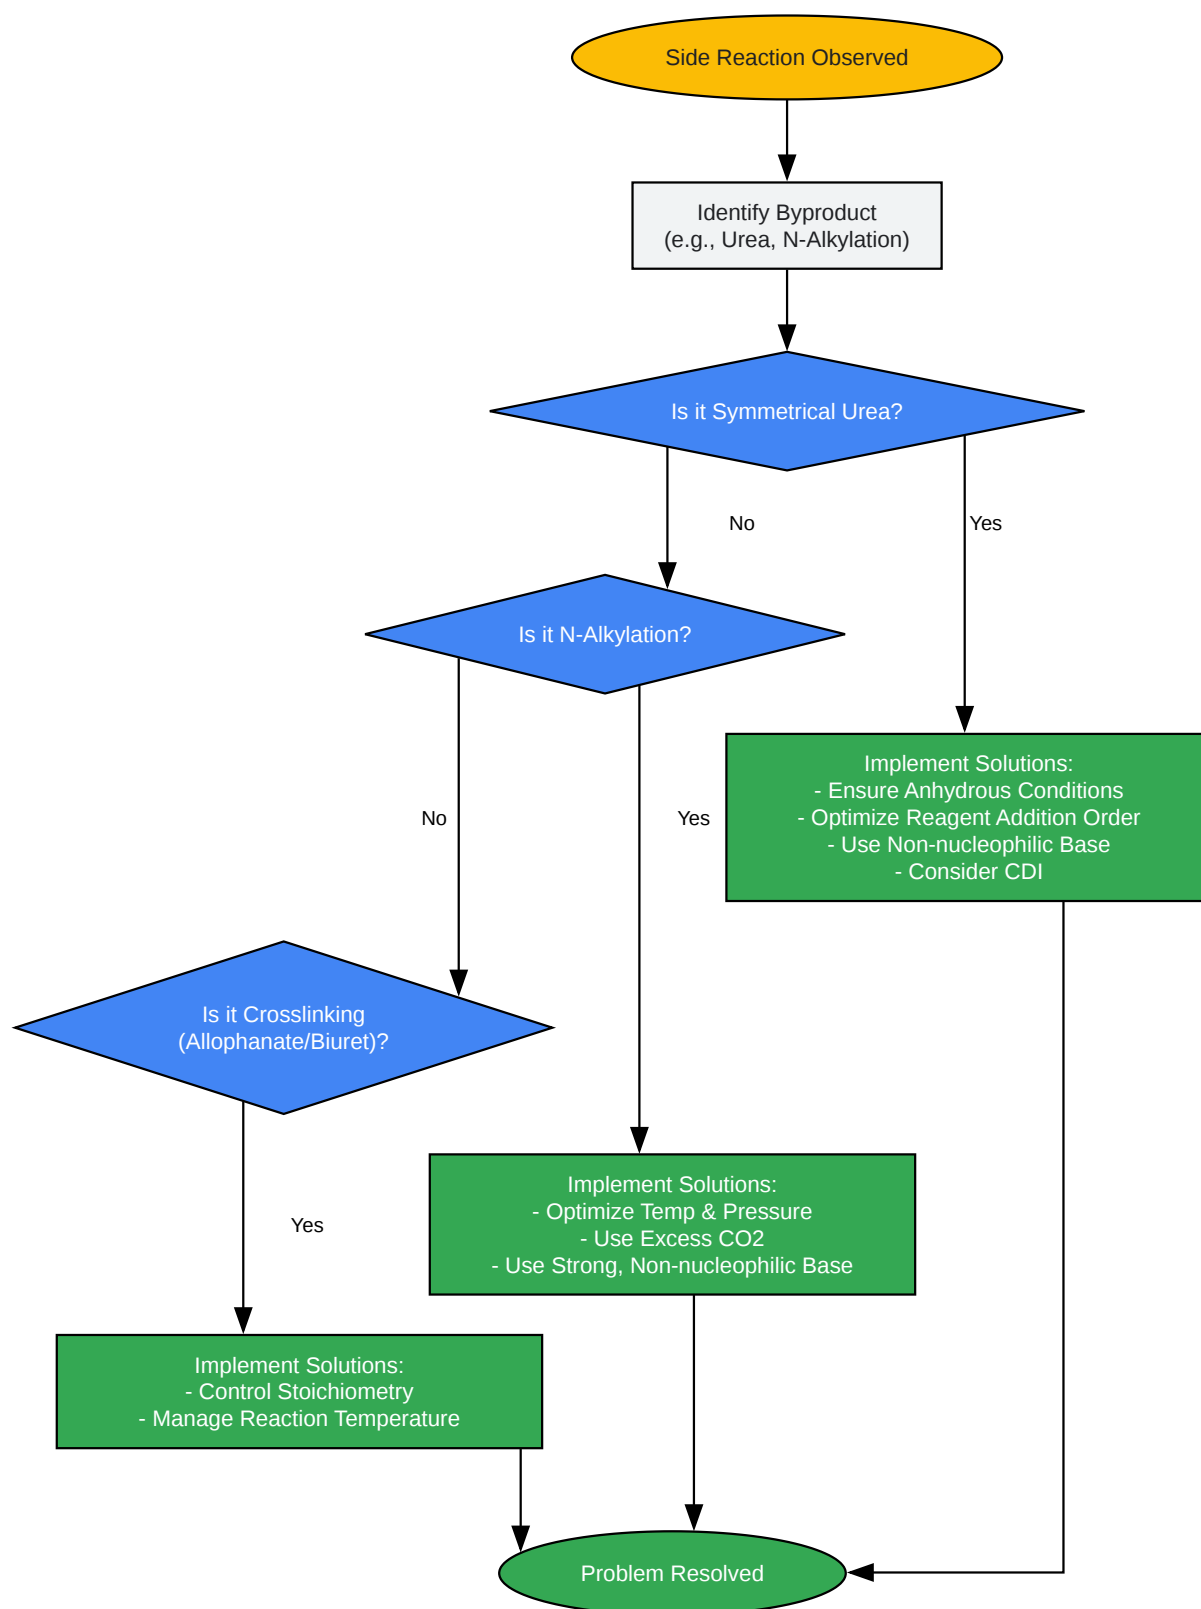 Side Reaction Observed
Identify Byproduct
(e.g., Urea, N-Alkylation)
Is it Symmetrical Urea?
No
Yes
Is it N-Alkylation?
Implement Solutions:
- Ensure Anhydrous Conditions
- Optimize Reagent Addition Order
- Use Non-nucleophilic Base
- Consider CDI
No
Yes
Is it Crosslinking
(Allophanate/Biuret)?
Implement Solutions:
- Optimize Temp & Pressure
- Use Excess CO2
- Use Strong, Non-nucleophilic Base
Yes
Implement Solutions:
- Control Stoichiometry
- Manage Reaction Temperature
Problem Resolved